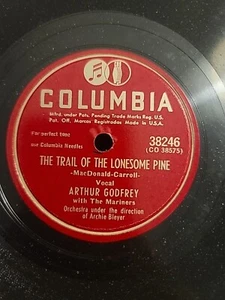 COLUMBIA
Mfrd. under Pats. Pending Trade Mark Reg. U.S.
Pat. Off. Marcas Registradas Made in U.S.A.
For perfect tone
use Columbia Needles
38246
(CO 38575)
THE TRAIL OF THE LONESOME PINE
-MacDonald-Carroll-
Vocal
ARTHUR GODFREY
with The Mariners
Orchestra under the direction
of Archie Bleyer